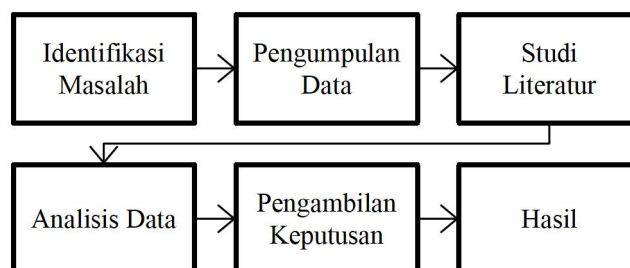 Identifikasi
Masalah
Pengumpulan
Data
Studi
Literatur
Analisis Data
Pengambilan
Keputusan
Hasil